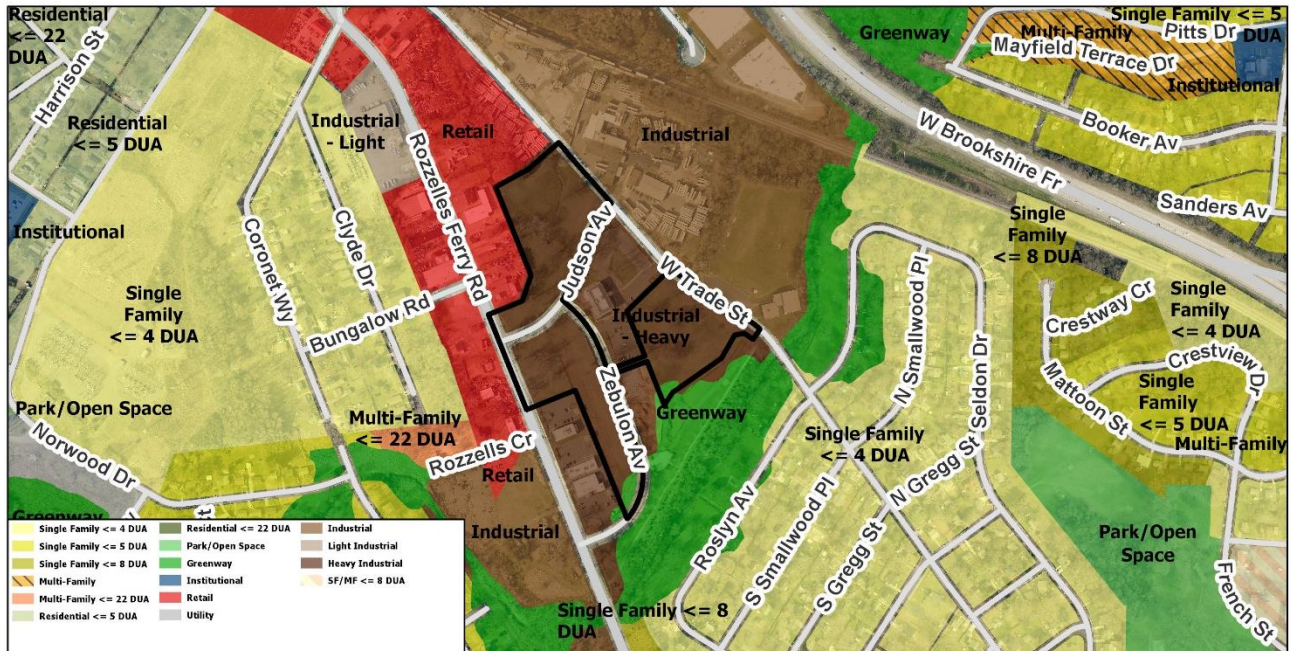 Residential
<= 22
DUA
Harrison St
Residential
<= 5 DUA
Institutional
Single
Family
<= 4 DUA
Park/Open Space
Norwood Dr
Greenway
Industrial
- Light
Coronet Wy
Clyde Dr
Bungalow Rd
Rozzelles Ferry Rd
Retail
Multi-Family
<= 22 DUA
Rozzells Cr
Retail
Industrial
Industrial
Judson Av
W Trade St
Industrial
- Heavy
Zebulon Av
Greenway
Greenway
Multi-Family
Mayfield Terrace Dr
Single Family <= 5
DUA
Pitts Dr
Institutional
Booker Av
W Brookshire Fr
Sanders Av
Single
Family
<= 8 DUA
Single
Family
<= 4 DUA
Crestway Cr
Crestview Dr
Mattoon St
Single
Family
<= 5 DUA
Multi-Family
N Smallwood Pl
Seldon Dr
Single Family
<= 4 DUA
N Gregg St
Roslyn Av
S Smallwood Pl
S Gregg St
Park/Open
Space
French St
Single Family <= 8
DUA
Single Family <= 4 DUA
Single Family <= 5 DUA
Single Family <= 8 DUA
Multi-Family
Multi-Family <= 22 DUA
Residential <= 5 DUA
Residential <= 22 DUA
Park/Open Space
Greenway
Institutional
Retail
Utility
Industrial
Light Industrial
Heavy Industrial
SF/MF <= 8 DUA